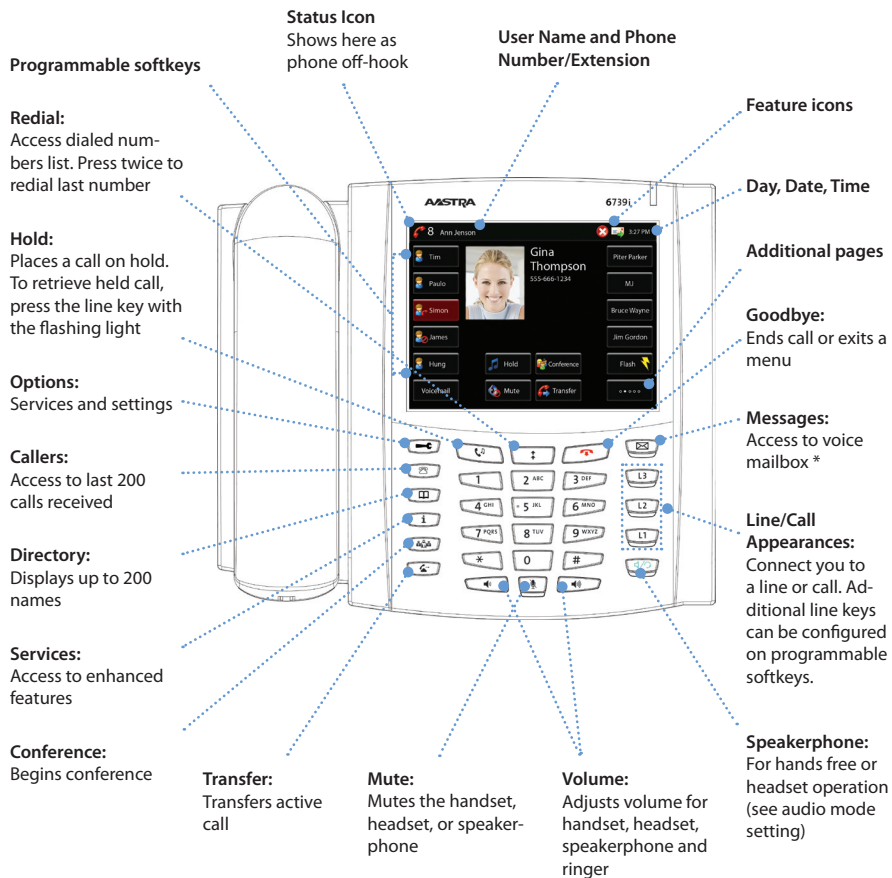 Status Icon
Shows here as
phone off-hook
User Name and Phone
Number/Extension
Programmable softkeys
Redial:
Access dialed num-
bers list. Press twice to
redial last number
Hold:
Places a call on hold.
To retrieve held call,
press the line key with
the flashing light
Options:
Services and settings
Callers:
Access to last 200
calls received
Directory:
Displays up to 200
names
Services:
Access to enhanced
features
Conference:
Begins conference
AASTRA 6739i
8 Ann Jenson 3:27 PM
Tim
Paulo
Simon
James
Hung
Voicemail
Gina
Thompson
555-666-1234
Hold
Conference
Mute
Transfer
Piter Parker
MJ
Bruce Wayne
Jim Gordon
Flash
i
1 2 ABC 3 DEF
4 GHI 5 JKL 6 MNO
7 PQRS 8 TUV 9 WXYZ
* 0 #
L3
L2
L1
Feature icons
Day, Date, Time
Additional pages
Goodbye:
Ends call or exits a
menu
Messages:
Access to voice
mailbox *
Line/Call
Appearances:
Connect you to
a line or call. Ad-
ditional line keys
can be configured
on programmable
softkeys.
Speakerphone:
For hands free or
headset operation
(see audio mode
setting)
Transfer:
Transfers active
call
Mute:
Mutes the handset,
headset, or speaker-
phone
Volume:
Adjusts volume for
handset, headset,
speakerphone and
ringer